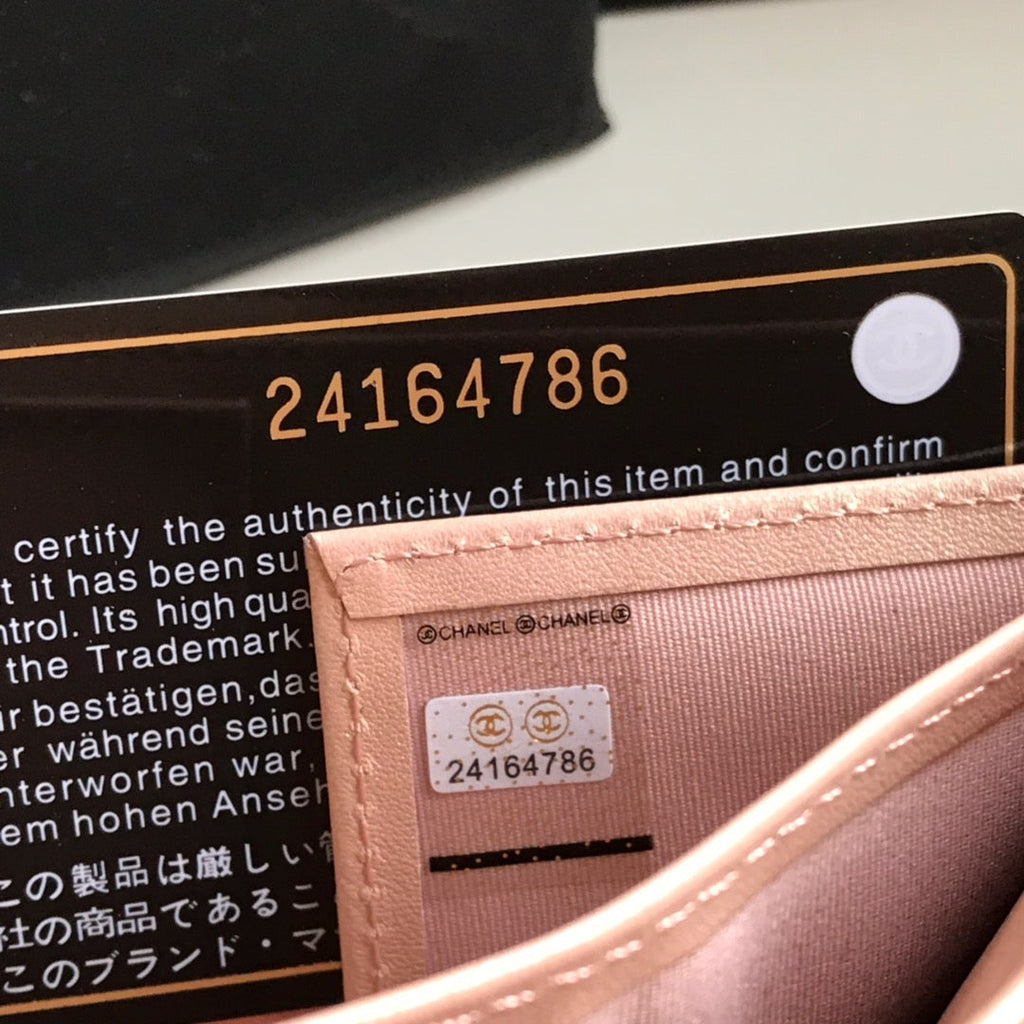 24164786
certify the authenticity of this item and confirm
t it has been su
ntrol. Its high qua
the Trademark.
ir bestätigen, das
er während seine
nterworfen war,
em hohen Anseh
この製品は厳しい管
社の商品であるこ
このブランド・マ
CHANEL CHANEL
24164786